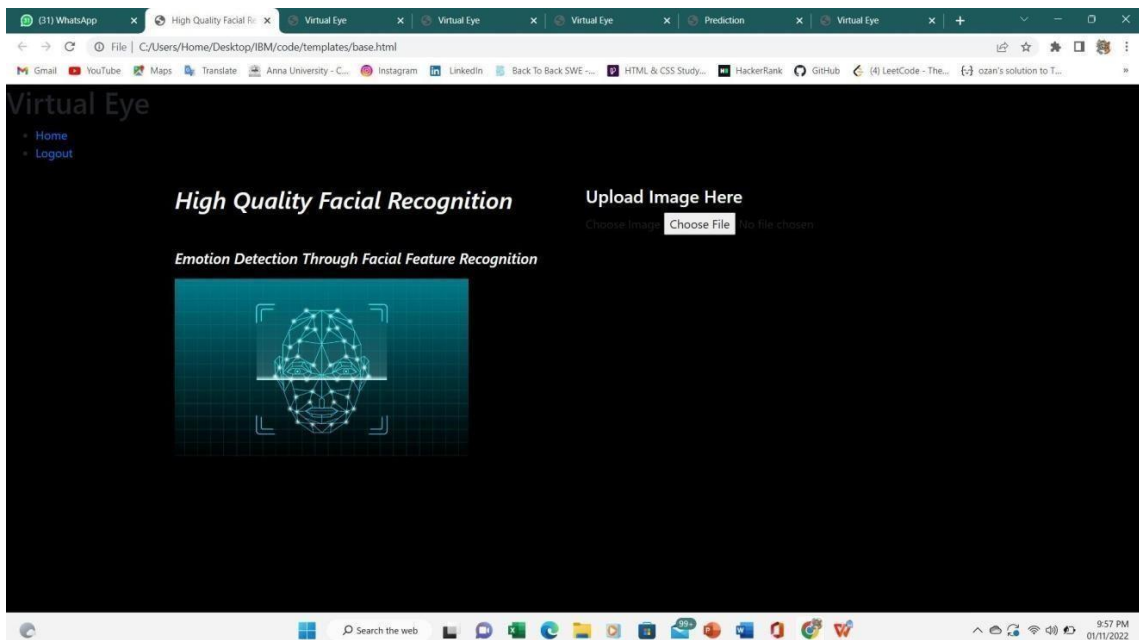 (31) WhatsApp
High Quality Facial Re
Virtual Eye
Virtual Eye
Virtual Eye
Prediction
Virtual Eye
File | C:/Users/Home/Desktop/IBM/code/templates/base.html
Gmail YouTube Maps Translate Anna University - C... Instagram LinkedIn Back To Back SWE -... HTML & CSS Study... HackerRank GitHub (4) LeetCode - The... ozan's solution to T...
Virtual Eye
Home
Logout
High Quality Facial Recognition
Emotion Detection Through Facial Feature Recognition
Upload Image Here
Choose Image Choose File No file chosen
Search the web
99+
9:57 PM
01/11/2022